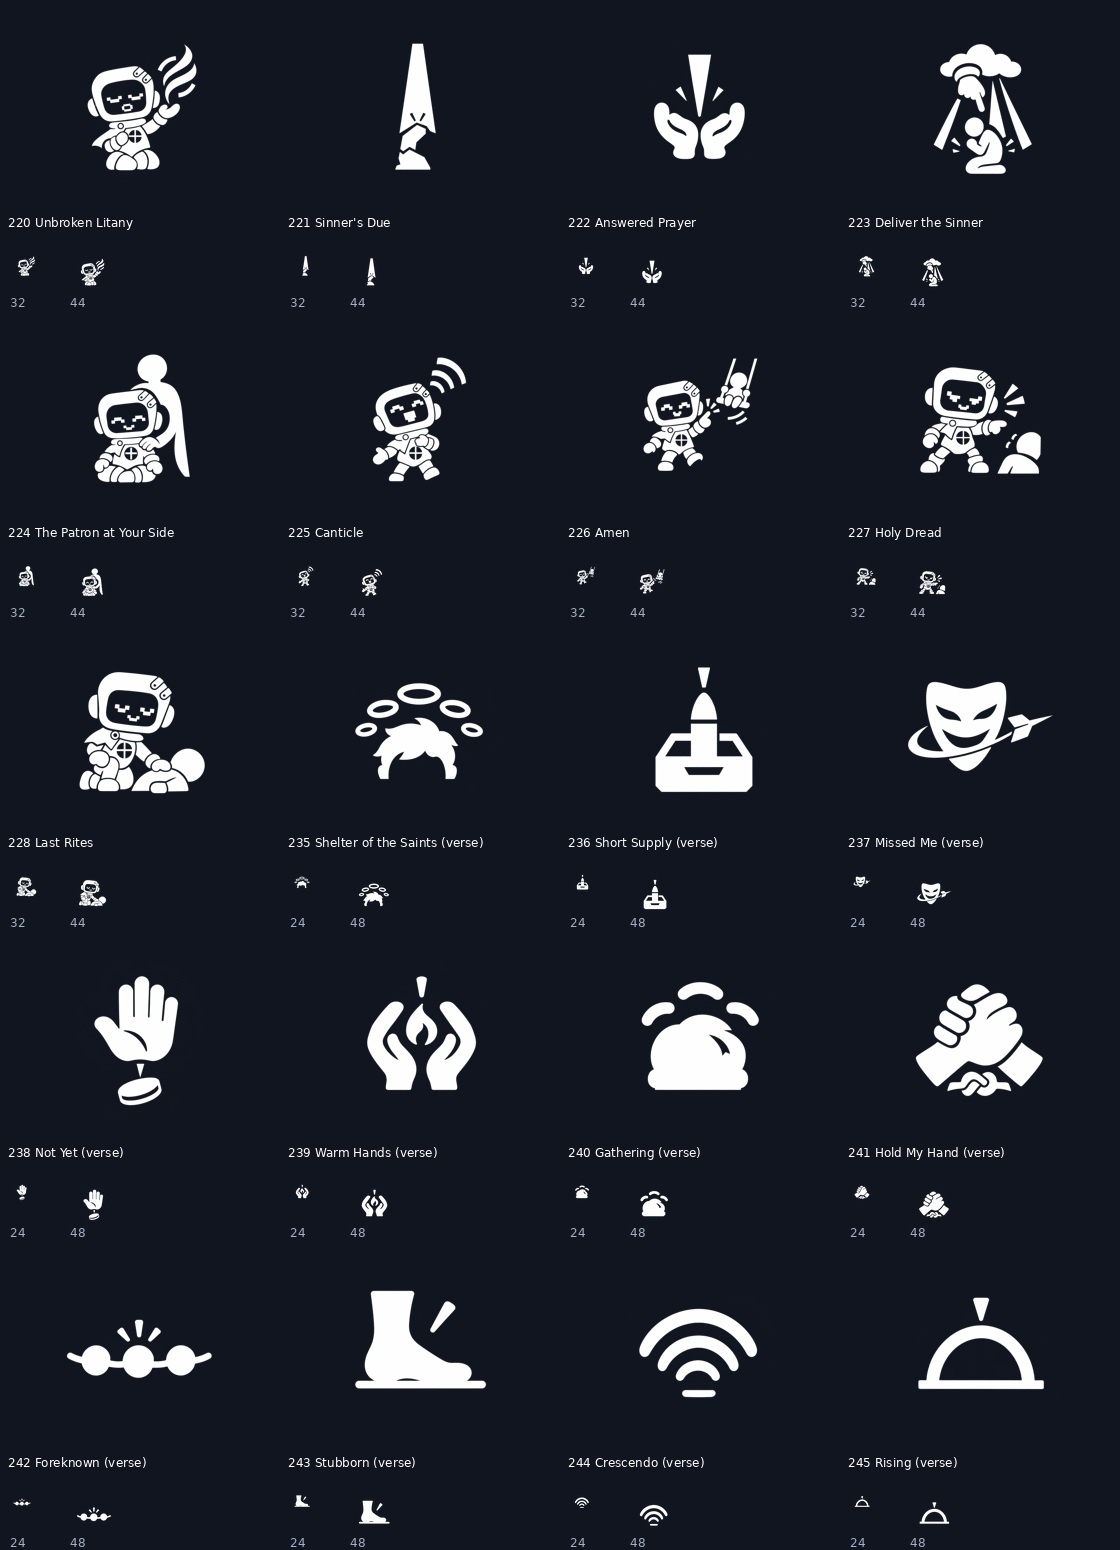 220 Unbroken Litany
221 Sinner's Due
222 Answered Prayer
223 Deliver the Sinner
32 44
32 44
32 44
32 44
224 The Patron at Your Side
225 Canticle
226 Amen
227 Holy Dread
32 44
32 44
32 44
32 44
228 Last Rites
235 Shelter of the Saints (verse)
236 Short Supply (verse)
237 Missed Me (verse)
32 44
24 48
24 48
24 48
238 Not Yet (verse)
239 Warm Hands (verse)
240 Gathering (verse)
241 Hold My Hand (verse)
24 48
24 48
24 48
24 48
242 Foreknown (verse)
243 Stubborn (verse)
244 Crescendo (verse)
245 Rising (verse)
24 48
24 48
24 48
24 48